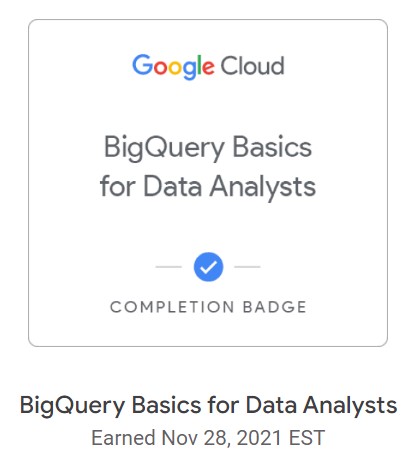 Google Cloud
BigQuery Basics
for Data Analysts
COMPLETION BADGE
BigQuery Basics for Data Analysts
Earned Nov 28, 2021 EST